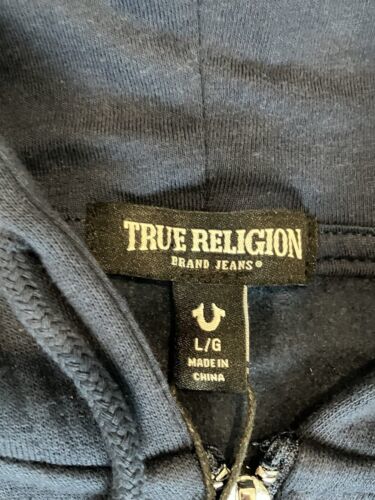 TRUE RELIGION
BRAND JEANS®
L/G
MADE IN
CHINA